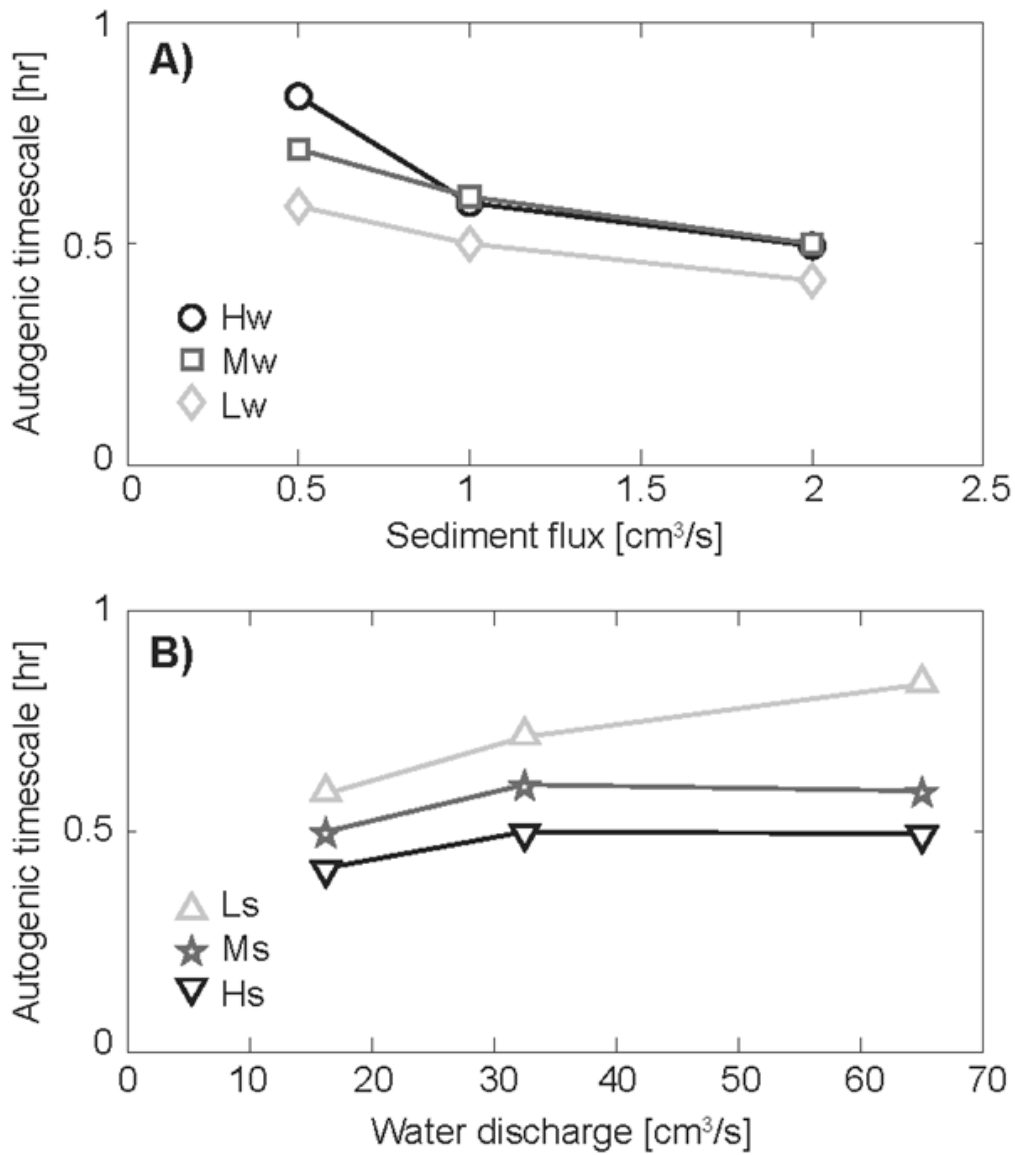 A)
1
0.5
0
Autogenic timescale [hr]
Hw
Mw
Lw
0 0.5 1 1.5 2 2.5
Sediment flux [cm³/s]
B)
1
0.5
0
Autogenic timescale [hr]
Ls
Ms
Hs
0 10 20 30 40 50 60 70
Water discharge [cm³/s]